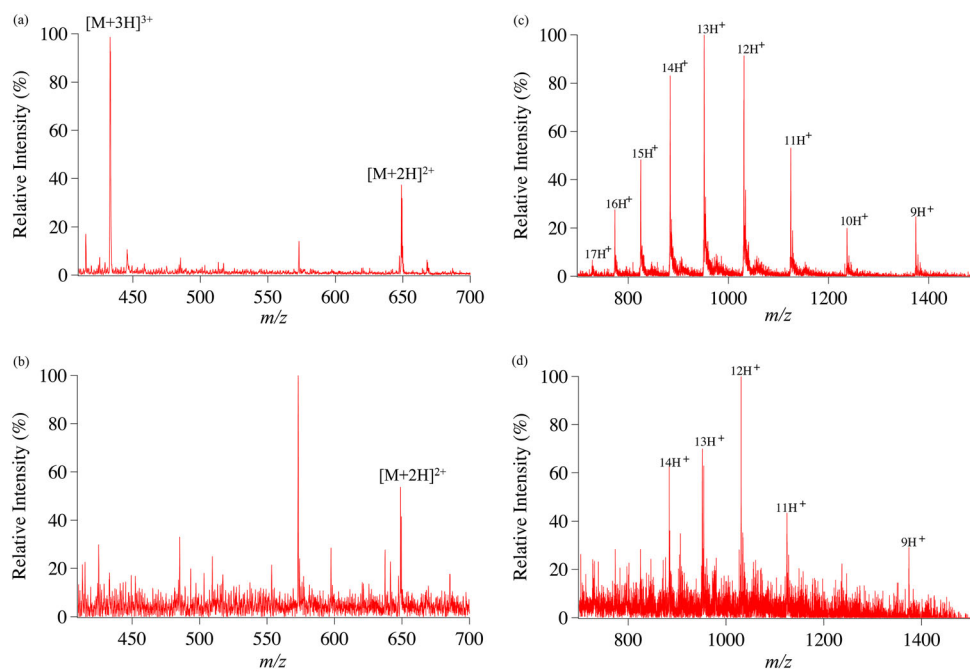 (a)
[M+3H]3+
[M+2H]2+
Relative Intensity (%)
100
80
60
40
20
0
450
500
550
600
650
700
m/z
(c)
13H+
12H+
14H+
11H+
15H+
16H+
10H+
9H+
17H+
Relative Intensity (%)
100
80
60
40
20
0
800
1000
1200
1400
m/z
(b)
[M+2H]2+
Relative Intensity (%)
100
80
60
40
20
0
450
500
550
600
650
700
m/z
(d)
12H+
13H+
14H+
11H+
9H+
Relative Intensity (%)
100
80
60
40
20
0
800
1000
1200
1400
m/z